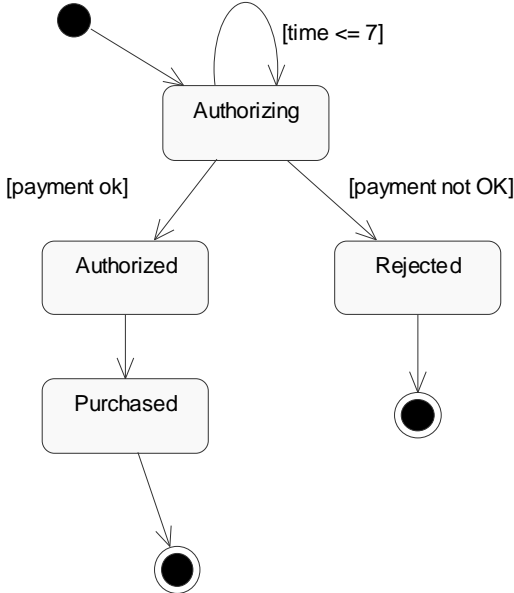 [time <= 7]
Authorizing
[payment ok]
[payment not OK]
Authorized
Rejected
Purchased